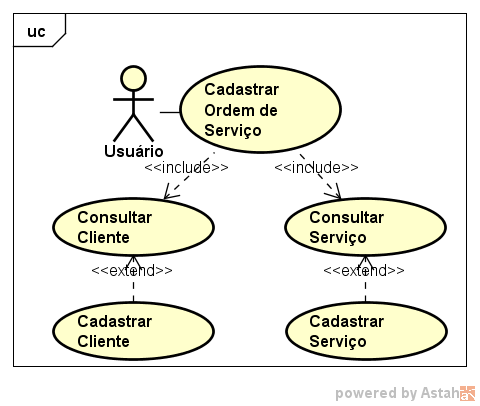 uc
Cadastrar
Ordem de
Serviço
Usuário
<<include>>
<<include>>
Consultar
Cliente
Consultar
Serviço
<<extend>>
<<extend>>
Cadastrar
Cliente
Cadastrar
Serviço
powered by Astah